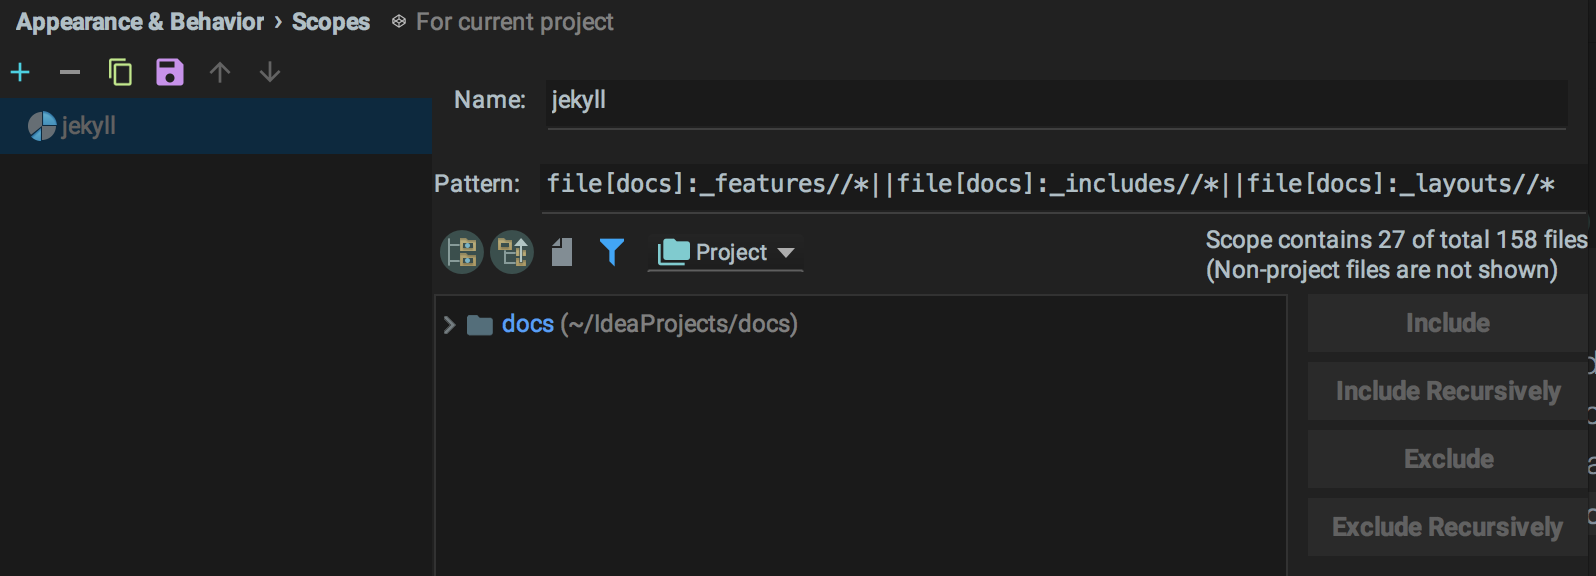 Appearance & Behavior › Scopes For current project
Name: jekyll
jekyll
Pattern: file[docs]:_features//*||file[docs]:_includes//*||file[docs]:_layouts//*
Project
Scope contains 27 of total 158 files
(Non-project files are not shown)
docs (~/IdeaProjects/docs)
Include
Include Recursively
Exclude
Exclude Recursively